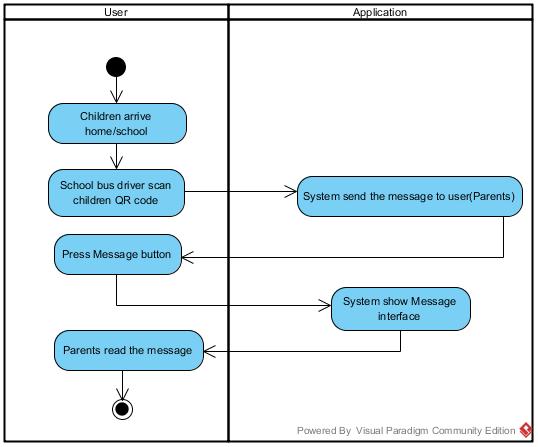 User
Application
Children arrive
home/school
School bus driver scan
children QR code
System send the message to user(Parents)
Press Message button
System show Message
interface
Parents read the message
Powered By Visual Paradigm Community Edition